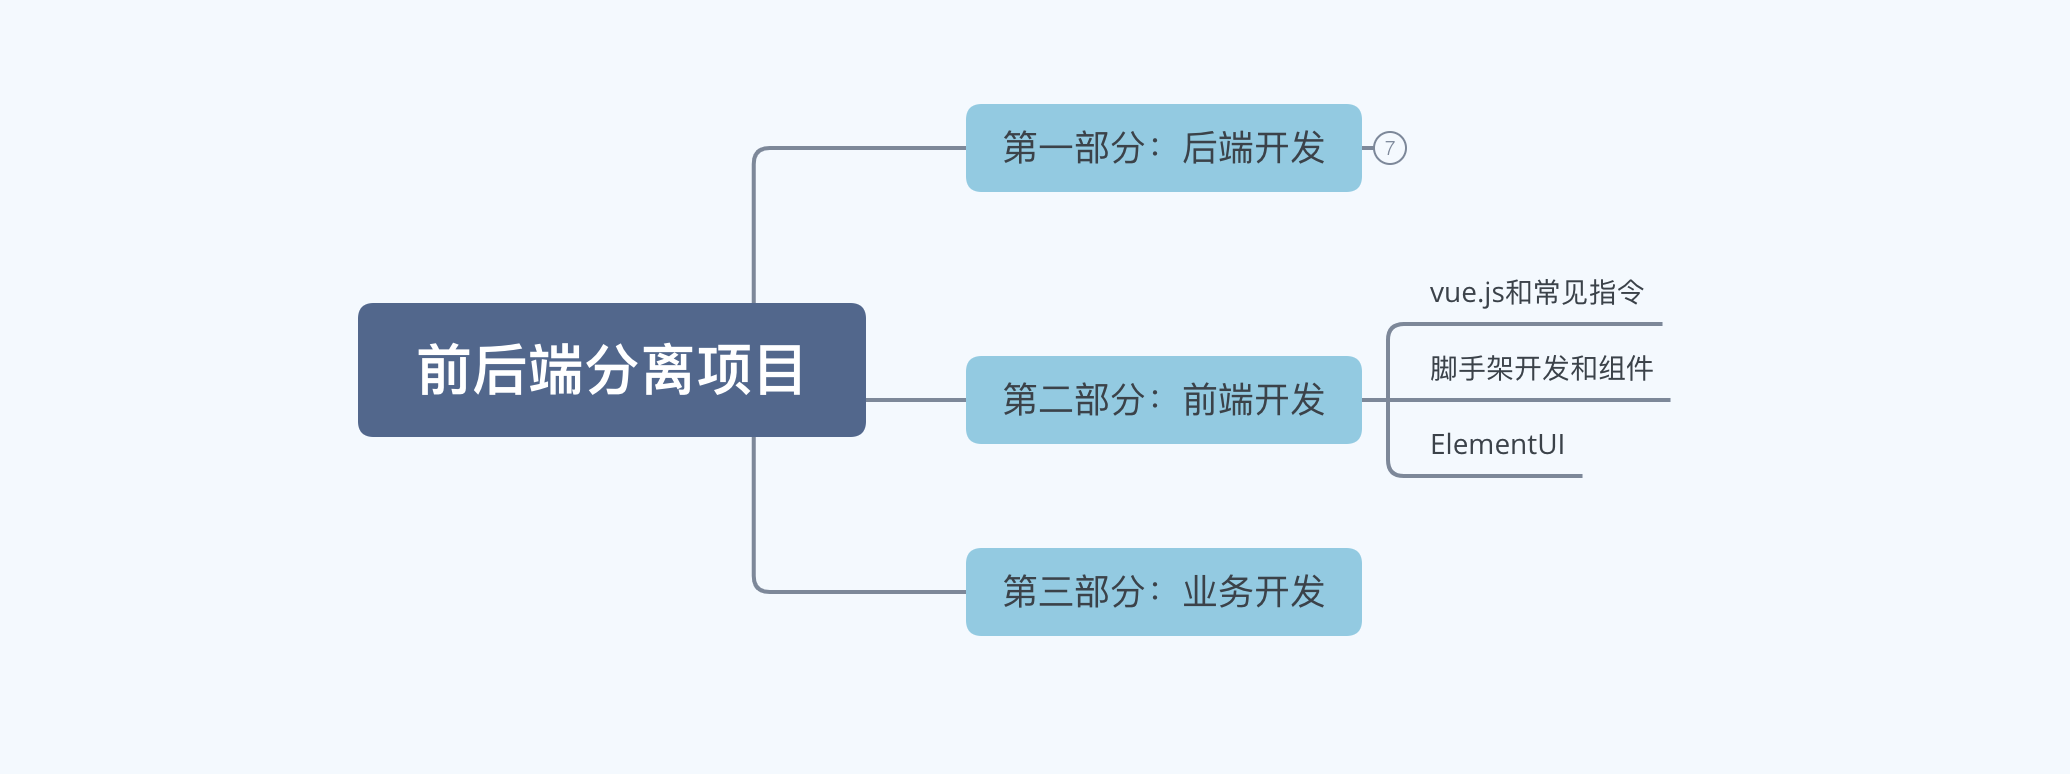 前后端分离项目
第一部分：后端开发
7
第二部分：前端开发
vue.js和常见指令
脚手架开发和组件
ElementUI
第三部分：业务开发